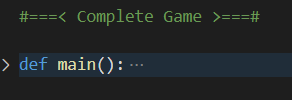 #===< Complete Game >===#
def main():···